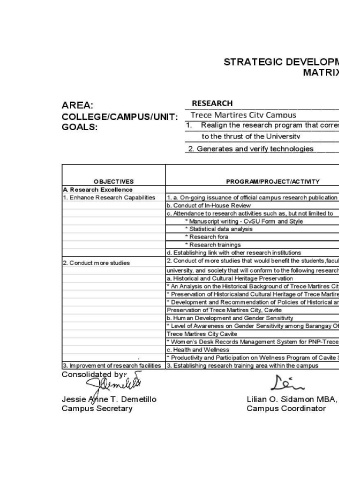 STRATEGIC DEVELOPM
MATRIX
AREA: RESEARCH
COLLEGE/CAMPUS/UNIT: Trece Martires City Campus
GOALS: 1. Realign the research program that corre
to the thrust of the University
2. Generates and verify technologies
OBJECTIVES PROGRAM/PROJECT/ACTIVITY
A. Research Excellence
1. Enhance Research Capabilities 1. a. On-going issuance of official campus research publication
b. Conduct of In-House Review
c. Attendance to research activities such as, but not limited to
* Manuscript writing - CvSU Form and Style
* Statistical data analysis
* Research fora
* Research trainings
d. Establishing link with other research institutions
2. Conduct more studies 2. Conduct of more studies that would benefit the students,facul
university, and society that will conform to the following research
a. Historical and Cultural Heritage Preservation
* An Analysis on the Historical Background of Trece Martires Cit
* Preservation of Historicaland Cultural Heritage of Trece Martire
* Development and Recommendation of Policies of Historical an
Preservation of Trece Martires City, Cavite
b. Human Development and Gender Sensitivity
* Level of Awareness on Gender Sensitivity among Barangay Of
Trece Martires City Cavite
* Women's Desk Records Management System for PNP-Trece
c. Health and Wellness
* Productivity and Participation on Wellness Program of Cavite S
3. Improvement of research facilities 3. Establishing research training area within the campus
Consolidated by:
Jessie Anne T. Demetillo Lilian O. Sidamon MBA,
Campus Secretary Campus Coordinator